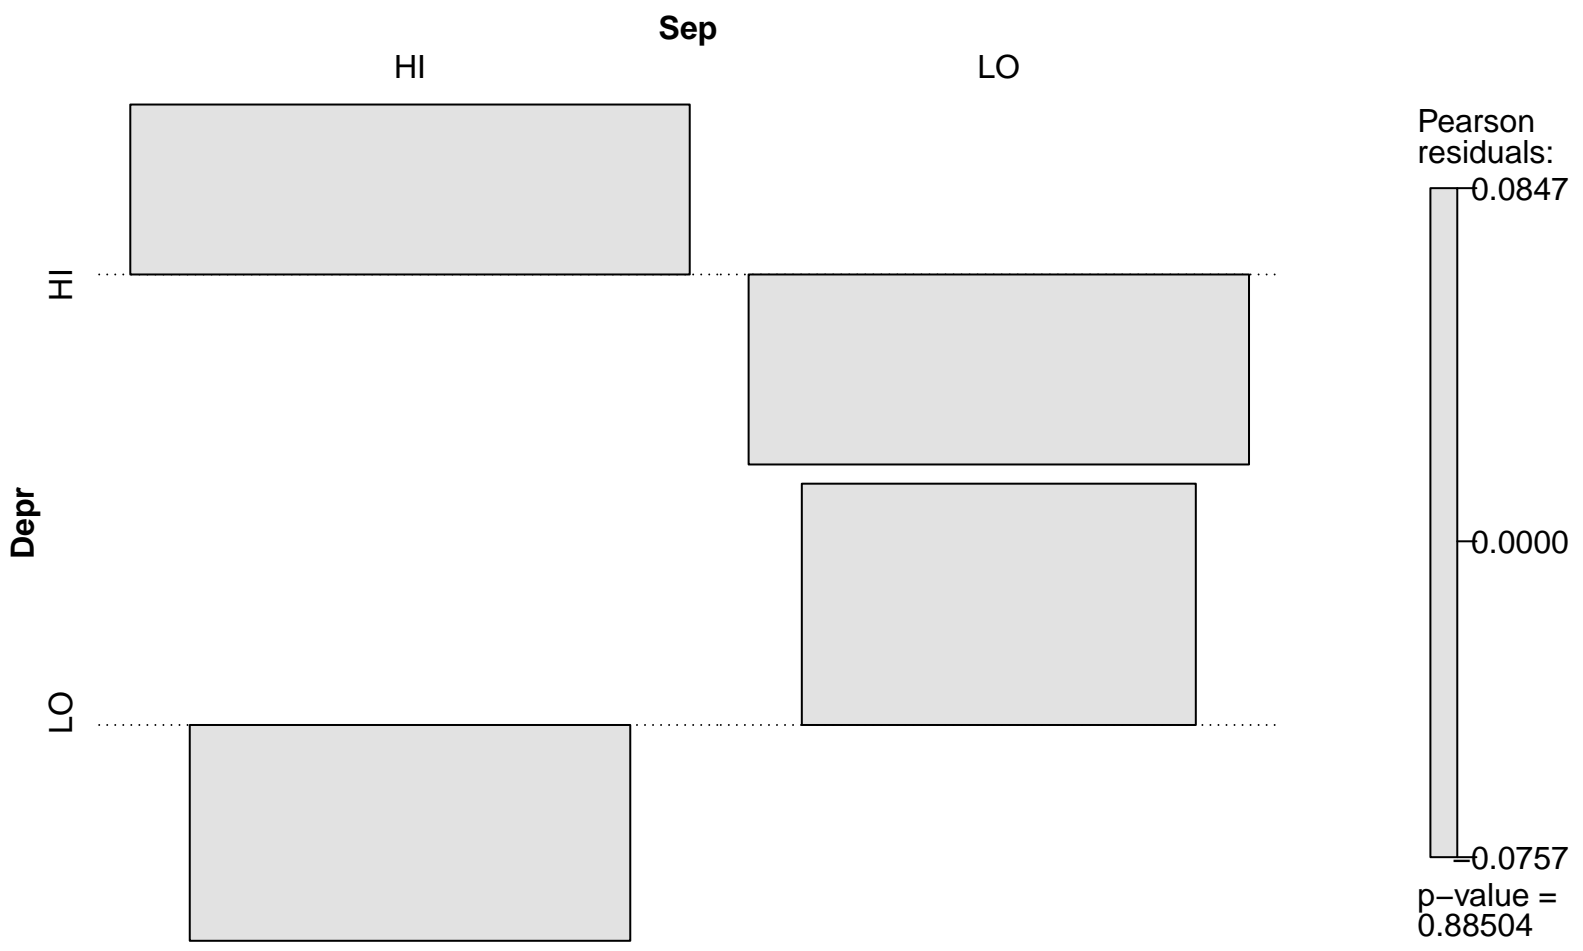 Sep
HI LO
Pearson
residuals:
0.0847
HI
Depr
0.0000
LO
−0.0757
p−value =
0.88504